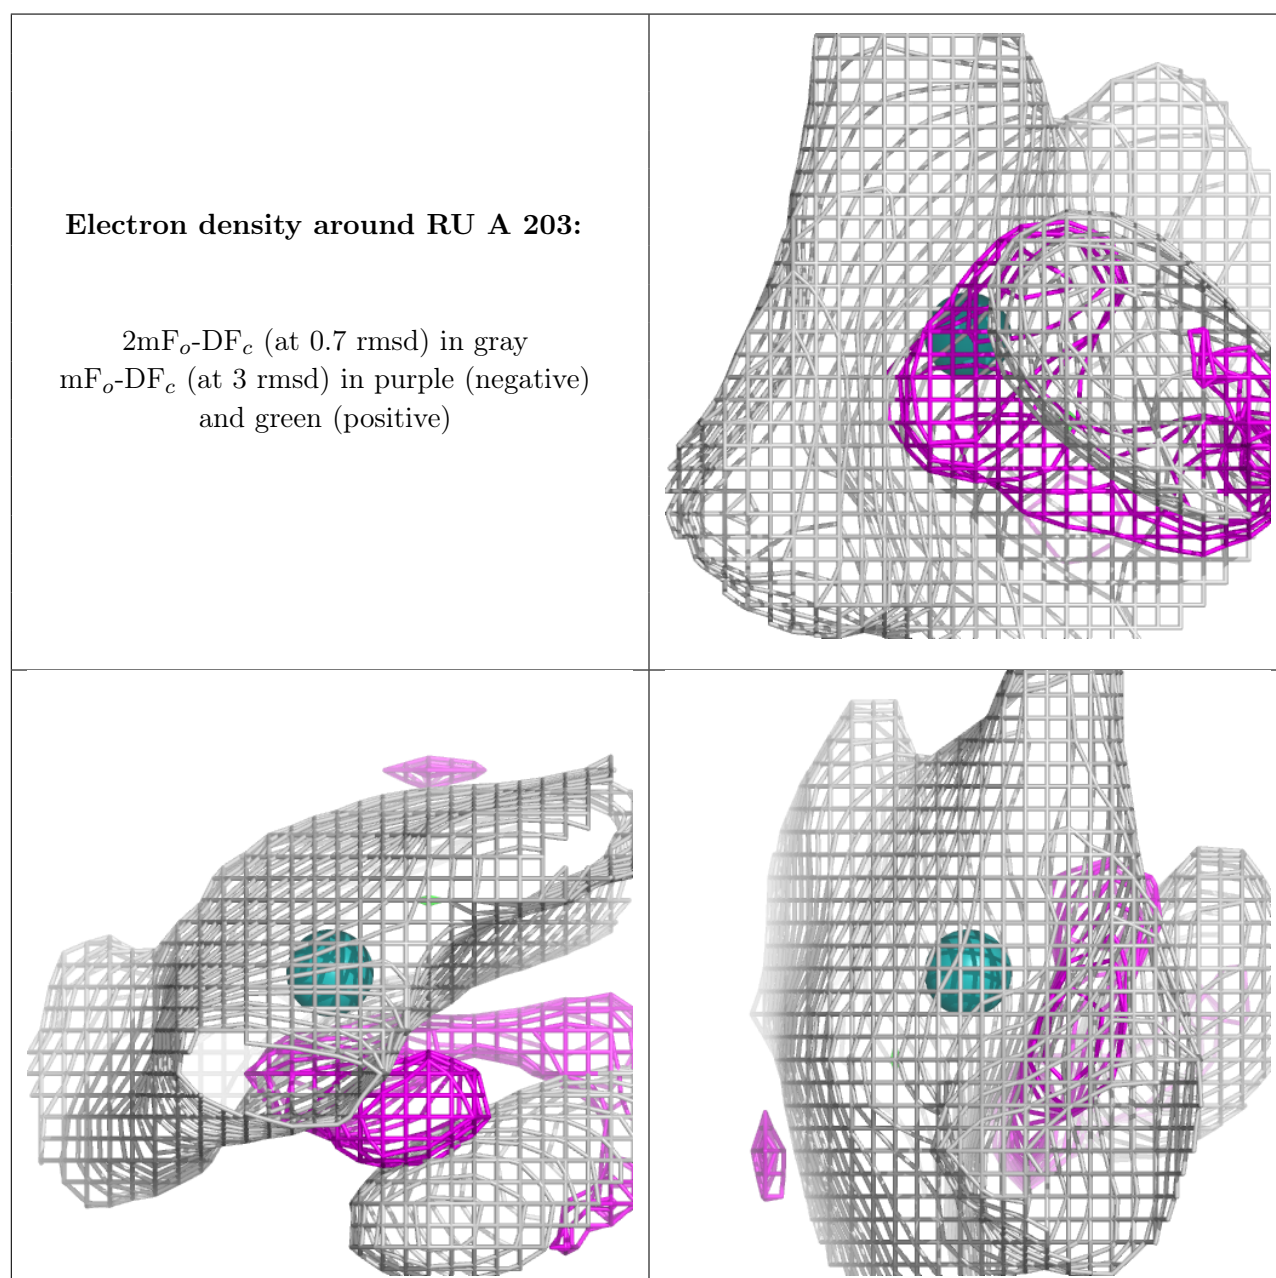 Electron density around RU A 203:
2mFo-DFc (at 0.7 rmsd) in gray
mFo-DFc (at 3 rmsd) in purple (negative)
and green (positive)